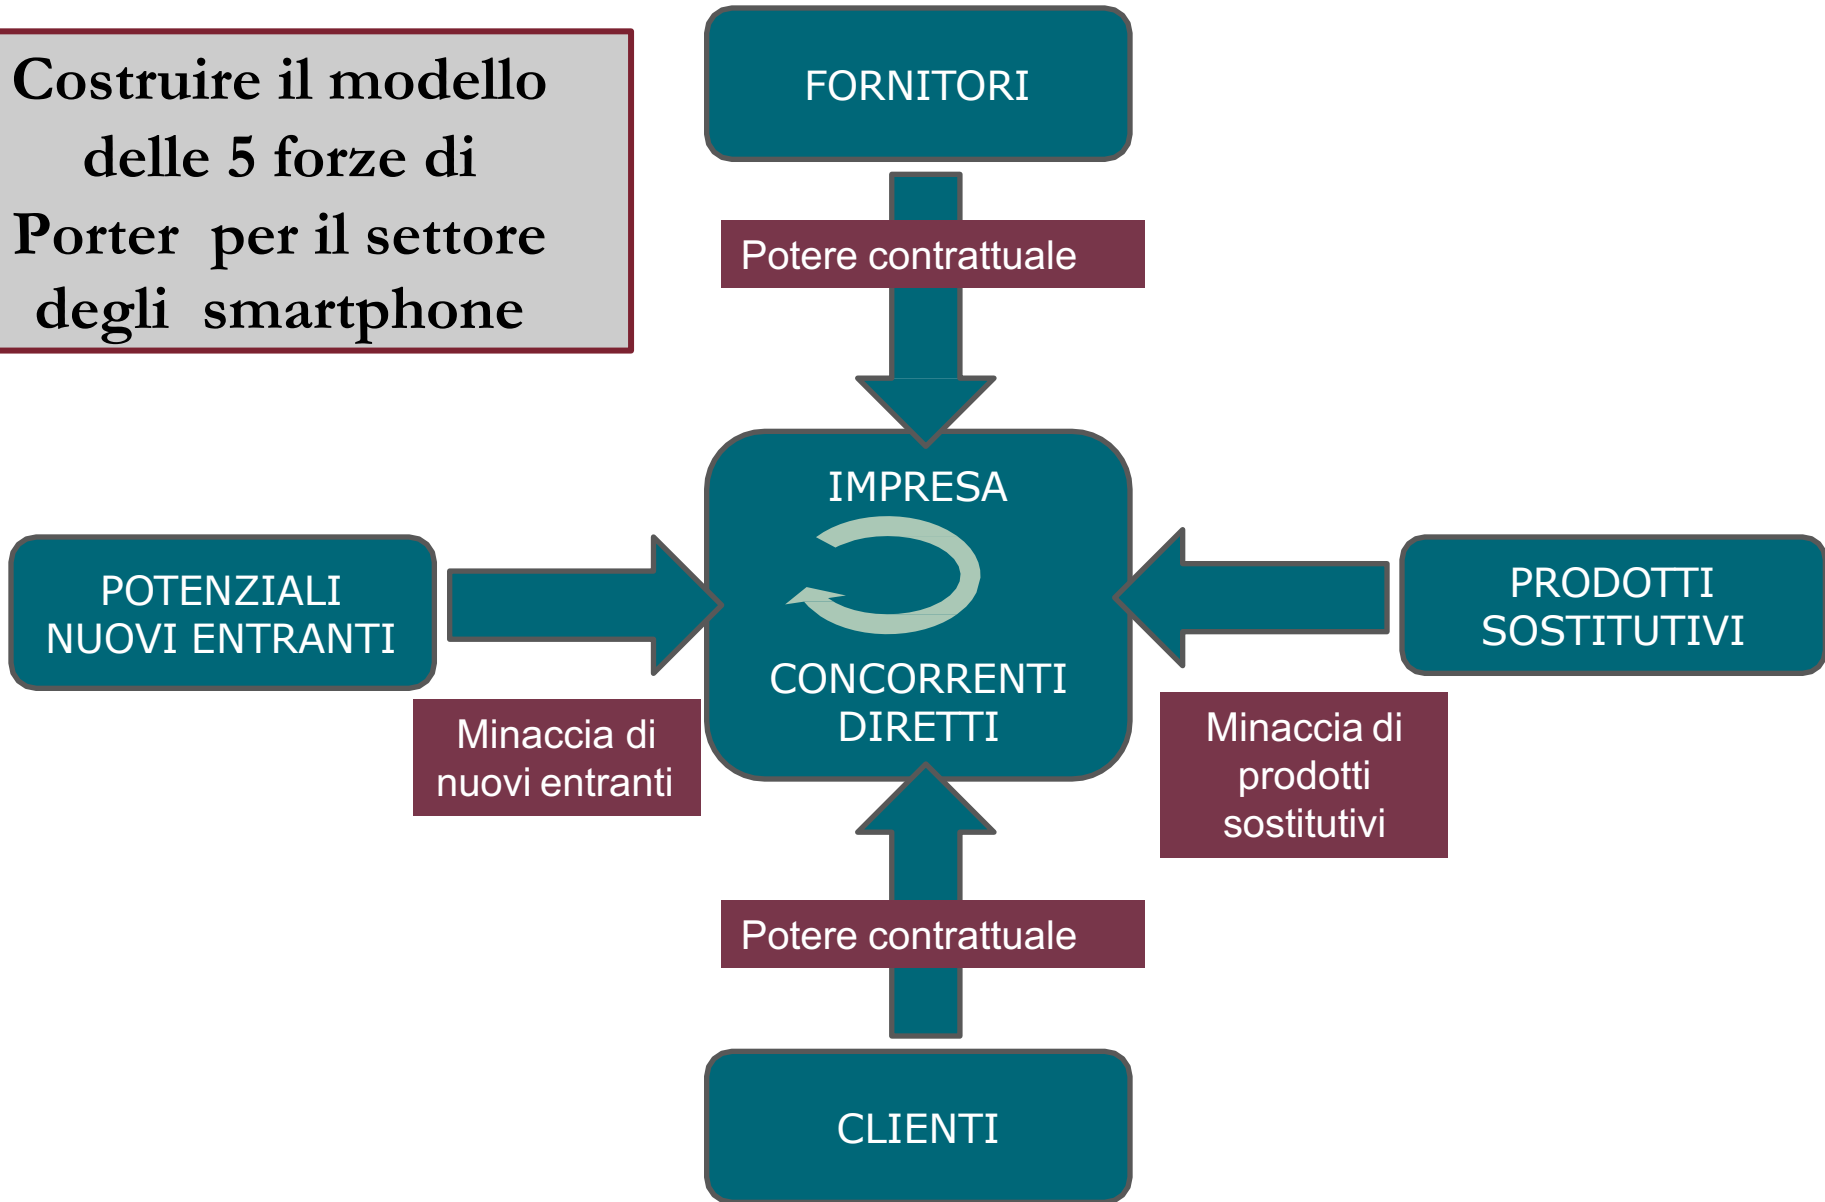 Costruire il modello
delle 5 forze di
Porter per il settore
degli smartphone
FORNITORI
Potere contrattuale
IMPRESA
CONCORRENTI
DIRETTI
POTENZIALI
NUOVI ENTRANTI
Minaccia di
nuovi entranti
PRODOTTI
SOSTITUTIVI
Minaccia di
prodotti
sostitutivi
Potere contrattuale
CLIENTI